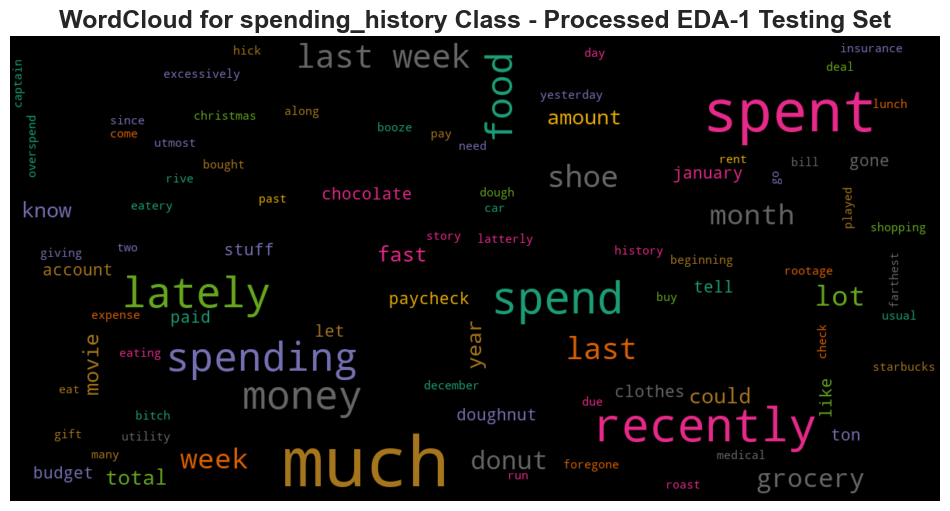 WordCloud for spending_history Class - Processed EDA-1 Testing Set
hick
last week
day
insurance
captain
excessively
food
deal
yesterday
spent
lunch
since
christmas
along
amount
come
booze
pay
overspend
utmost
need
bought
shoe
rent
bill
gone
rive
january
go
chocolate
dough
know
eatery
past
car
month
played
shopping
giving
two
stuff
fast
story
latterly
history
beginning
account
rootage
farthest
lately
paycheck
spend
tell
buy
lot
expense
paid
usual
let
year
check
movie
eating
spending
last
starbucks
eat
money
december
clothes
could
like
bitch
doughnut
due
recently
gift
utility
much
ton
many
week
donut
foregone
medical
budget
total
run
roast
grocery